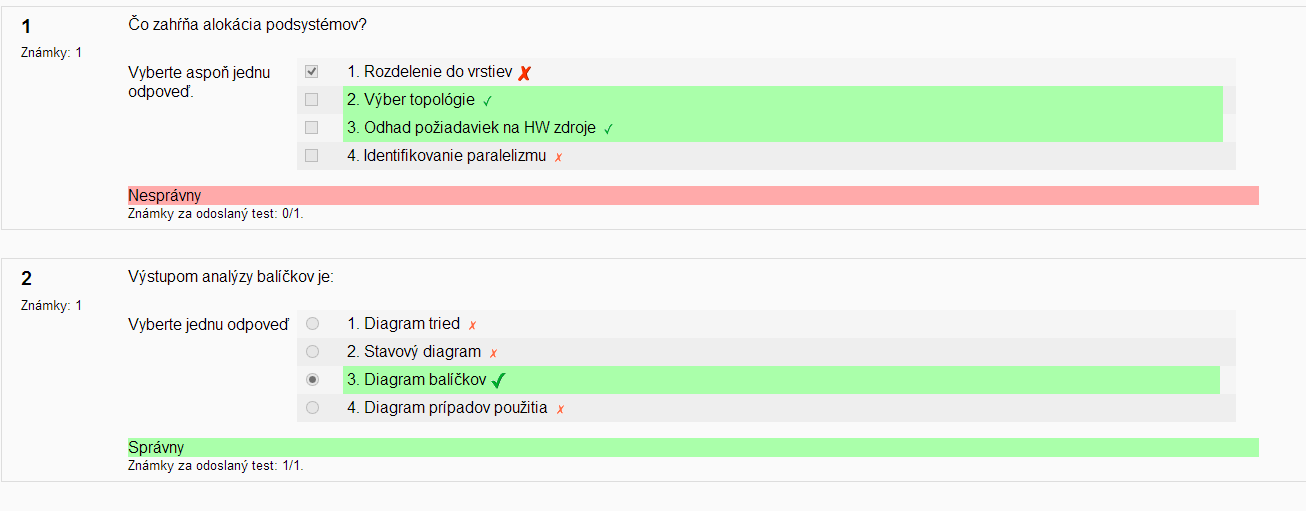 1
Čo zahŕňa alokácia podsystémov?
Známky: 1
Vyberte aspoň jednu odpoveď.
1. Rozdelenie do vrstiev
2. Výber topológie
3. Odhad požiadaviek na HW zdroje
4. Identifikovanie paralelizmu
Nesprávny
Známky za odoslaný test: 0/1.
2
Výstupom analýzy balíčkov je:
Známky: 1
Vyberte jednu odpoveď
1. Diagram tried
2. Stavový diagram
3. Diagram balíčkov
4. Diagram prípadov použitia
Správny
Známky za odoslaný test: 1/1.